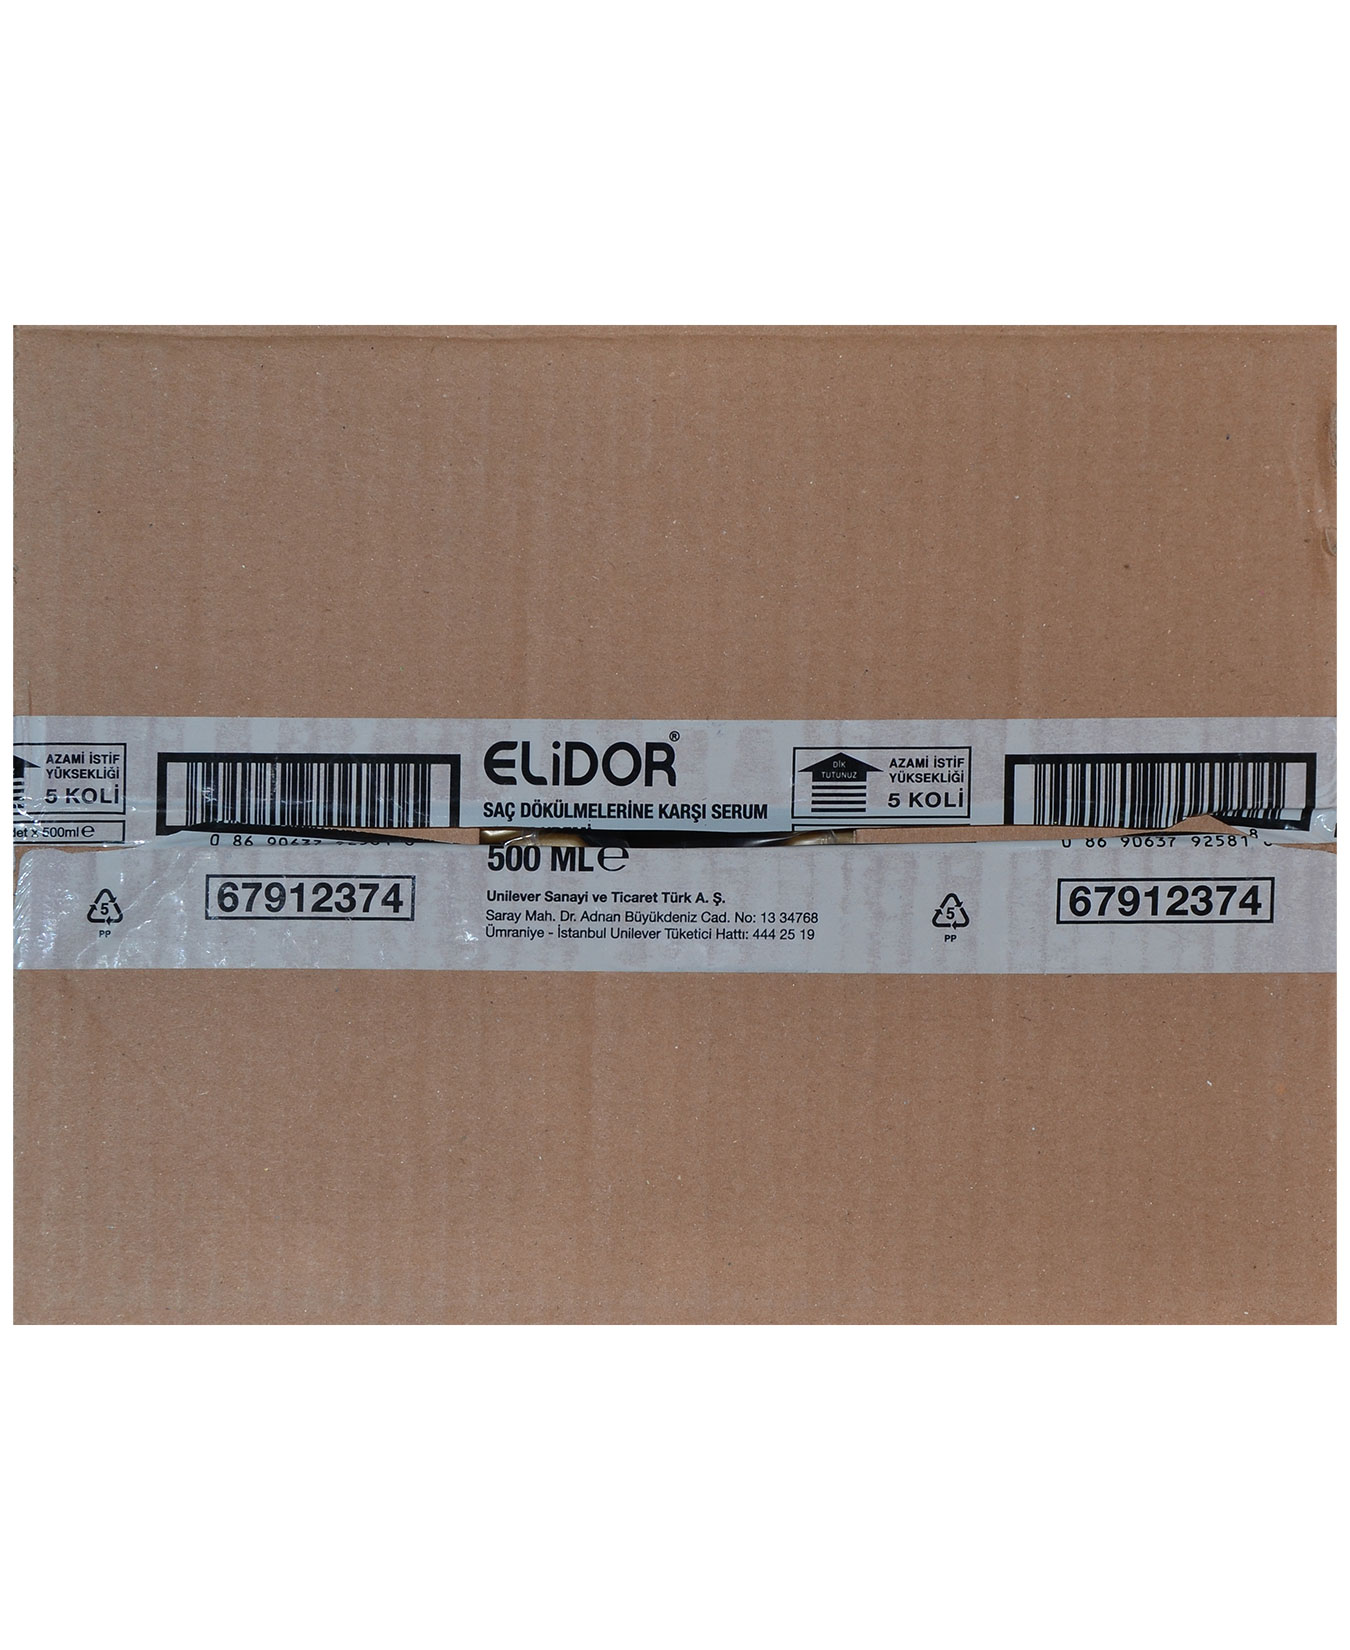 AZAMİ İSTİF
YÜKSEKLİĞİ
5 KOLİ
x 500ml e
67912374
5
PP
ELiDOR®
SAÇ DÖKÜLMELERİNE KARŞI SERUM
500 ML e
Unilever Sanayi ve Ticaret Türk A. Ş.
Saray Mah. Dr. Adnan Büyükdeniz Cad. No: 13 34768
Ümraniye - İstanbul Unilever Tüketici Hattı: 444 25 19
DİK
TUTUNUZ
AZAMİ İSTİF
YÜKSEKLİĞİ
5 KOLİ
5
PP
0 86 90637 92581
67912374